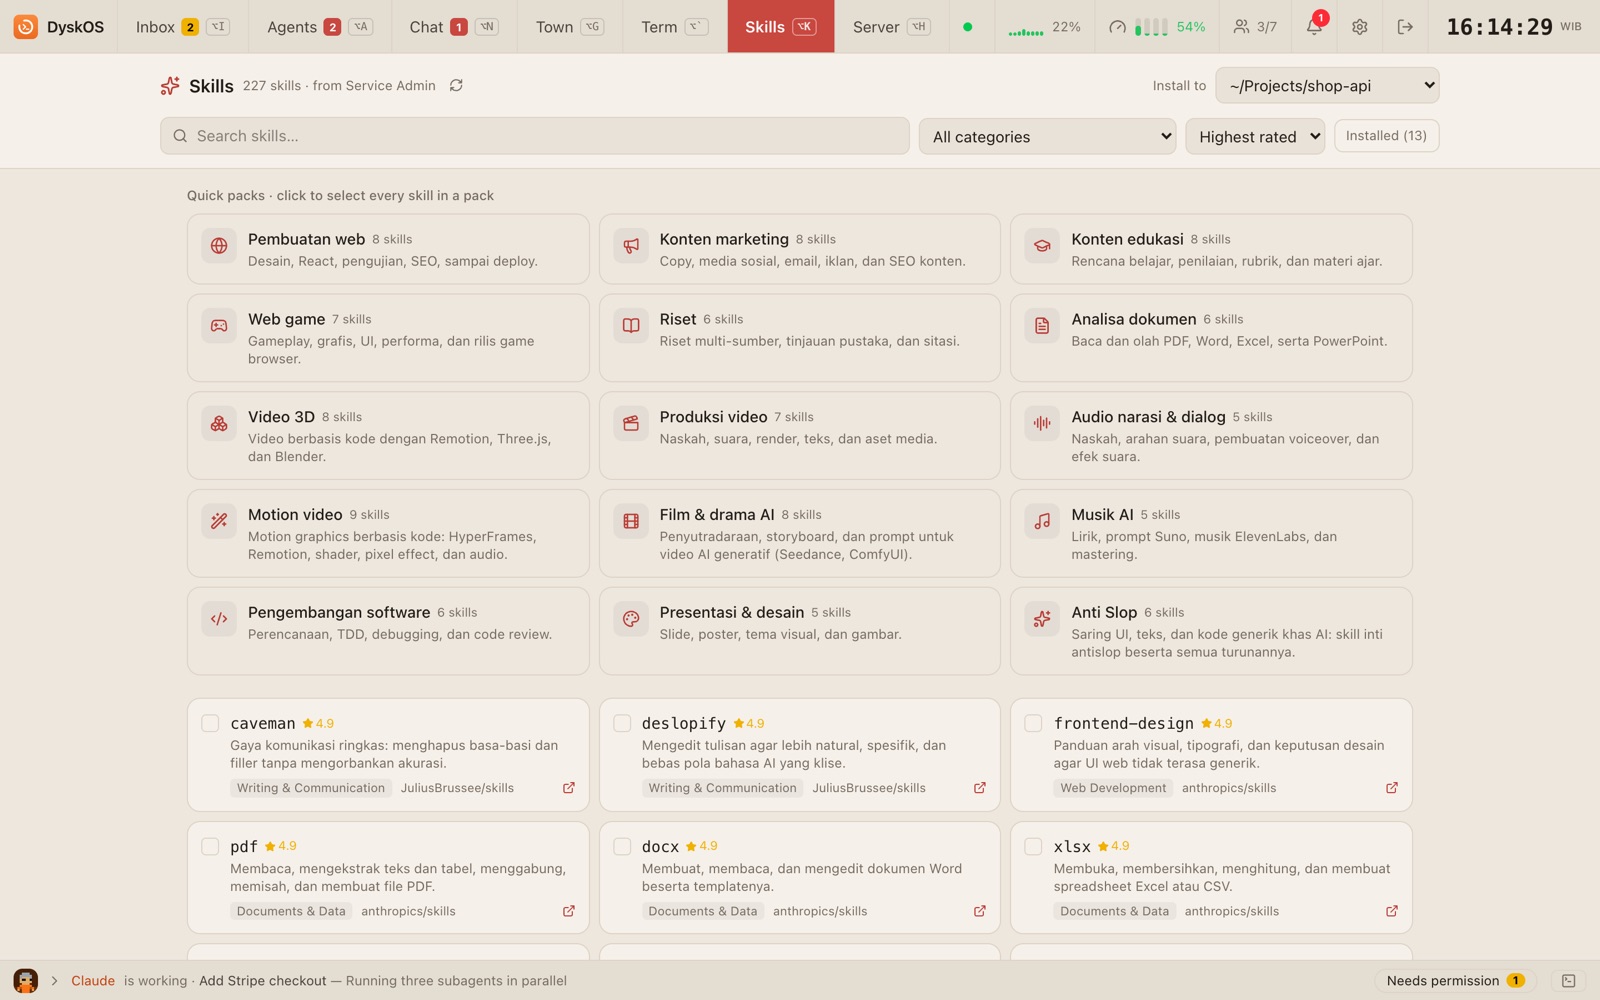 DyskOS
Inbox 2 ⌥I
Agents 2 ⌥A
Chat 1 ⌥N
Town ⌥G
Term ⌥`
Skills ⌥K
Server ⌥H
22%
54%
3/7
1
16:14:29 WIB
Skills 227 skills · from Service Admin
Install to ~/Projects/shop-api
Search skills...
All categories
Highest rated
Installed (13)
Quick packs · click to select every skill in a pack
Pembuatan web 8 skills
Desain, React, pengujian, SEO, sampai deploy.
Konten marketing 8 skills
Copy, media sosial, email, iklan, dan SEO konten.
Konten edukasi 8 skills
Rencana belajar, penilaian, rubrik, dan materi ajar.
Web game 7 skills
Gameplay, grafis, UI, performa, dan rilis game
browser.
Riset 6 skills
Riset multi-sumber, tinjauan pustaka, dan sitasi.
Analisa dokumen 6 skills
Baca dan olah PDF, Word, Excel, serta PowerPoint.
Video 3D 8 skills
Video berbasis kode dengan Remotion, Three.js,
dan Blender.
Produksi video 7 skills
Naskah, suara, render, teks, dan aset media.
Audio narasi & dialog 5 skills
Naskah, arahan suara, pembuatan voiceover, dan
efek suara.
Motion video 9 skills
Motion graphics berbasis kode: HyperFrames,
Remotion, shader, pixel effect, dan audio.
Film & drama AI 8 skills
Penyutradaraan, storyboard, dan prompt untuk
video AI generatif (Seedance, ComfyUI).
Musik AI 5 skills
Lirik, prompt Suno, musik ElevenLabs, dan
mastering.
Pengembangan software 6 skills
Perencanaan, TDD, debugging, dan code review.
Presentasi & desain 5 skills
Slide, poster, tema visual, dan gambar.
Anti Slop 6 skills
Saring UI, teks, dan kode generik khas AI: skill inti
antislop beserta semua turunannya.
caveman 4.9
Gaya komunikasi ringkas: menghapus basa-basi dan
filler tanpa mengorbankan akurasi.
Writing & Communication JuliusBrussee/skills
deslopify 4.9
Mengedit tulisan agar lebih natural, spesifik, dan
bebas pola bahasa AI yang klise.
Writing & Communication JuliusBrussee/skills
frontend-design 4.9
Panduan arah visual, tipografi, dan keputusan desain
agar UI web tidak terasa generik.
Web Development anthropics/skills
pdf 4.9
Membaca, mengekstrak teks dan tabel, menggabung,
memisah, dan membuat file PDF.
Documents & Data anthropics/skills
docx 4.9
Membuat, membaca, dan mengedit dokumen Word
beserta templatenya.
Documents & Data anthropics/skills
xlsx 4.9
Membuka, membersihkan, menghitung, dan membuat
spreadsheet Excel atau CSV.
Documents & Data anthropics/skills
Claude is working · Add Stripe checkout — Running three subagents in parallel
Needs permission 1